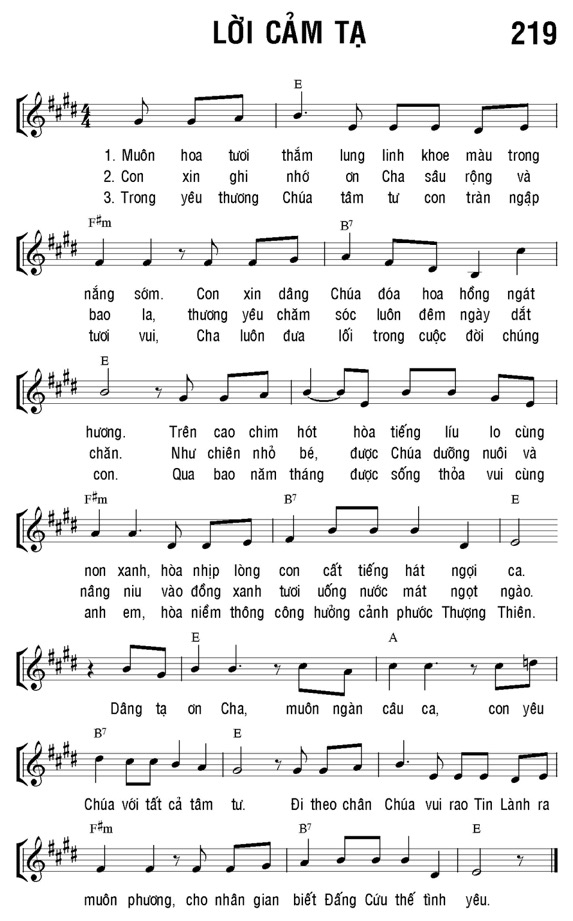 LỜI CẢM TẠ 219
E
4
4
1. Muôn hoa tươi thắm lung linh khoe màu trong
2. Con xin ghi nhớ ơn Cha sâu rộng và
3. Trong yêu thương Chúa tâm tư con tràn ngập
F#m B7
nắng sớm. Con xin dâng Chúa đóa hoa hồng ngát
bao la, thương yêu chăm sóc luôn đêm ngày dắt
tươi vui, Cha luôn đưa lối trong cuộc đời chúng
E
hương. Trên cao chim hót hòa tiếng líu lo cùng
chăn. Như chiên nhỏ bé, được Chúa dưỡng nuôi và
con. Qua bao năm tháng được sống thỏa vui cùng
F#m B7 E
non xanh, hòa nhịp lòng con cất tiếng hát ngợi ca.
nâng niu vào đồng xanh tươi uống nước mát ngọt ngào.
anh em, hòa niềm thông công hưởng cảnh phước Thượng Thiên.
E A
Dâng tạ ơn Cha, muôn ngàn câu ca, con yêu
B7 E
Chúa với tất cả tâm tư. Đi theo chân Chúa vui rao Tin Lành ra
F#m B7 E
muôn phương, cho nhân gian biết Đấng Cứu thế tình yêu.